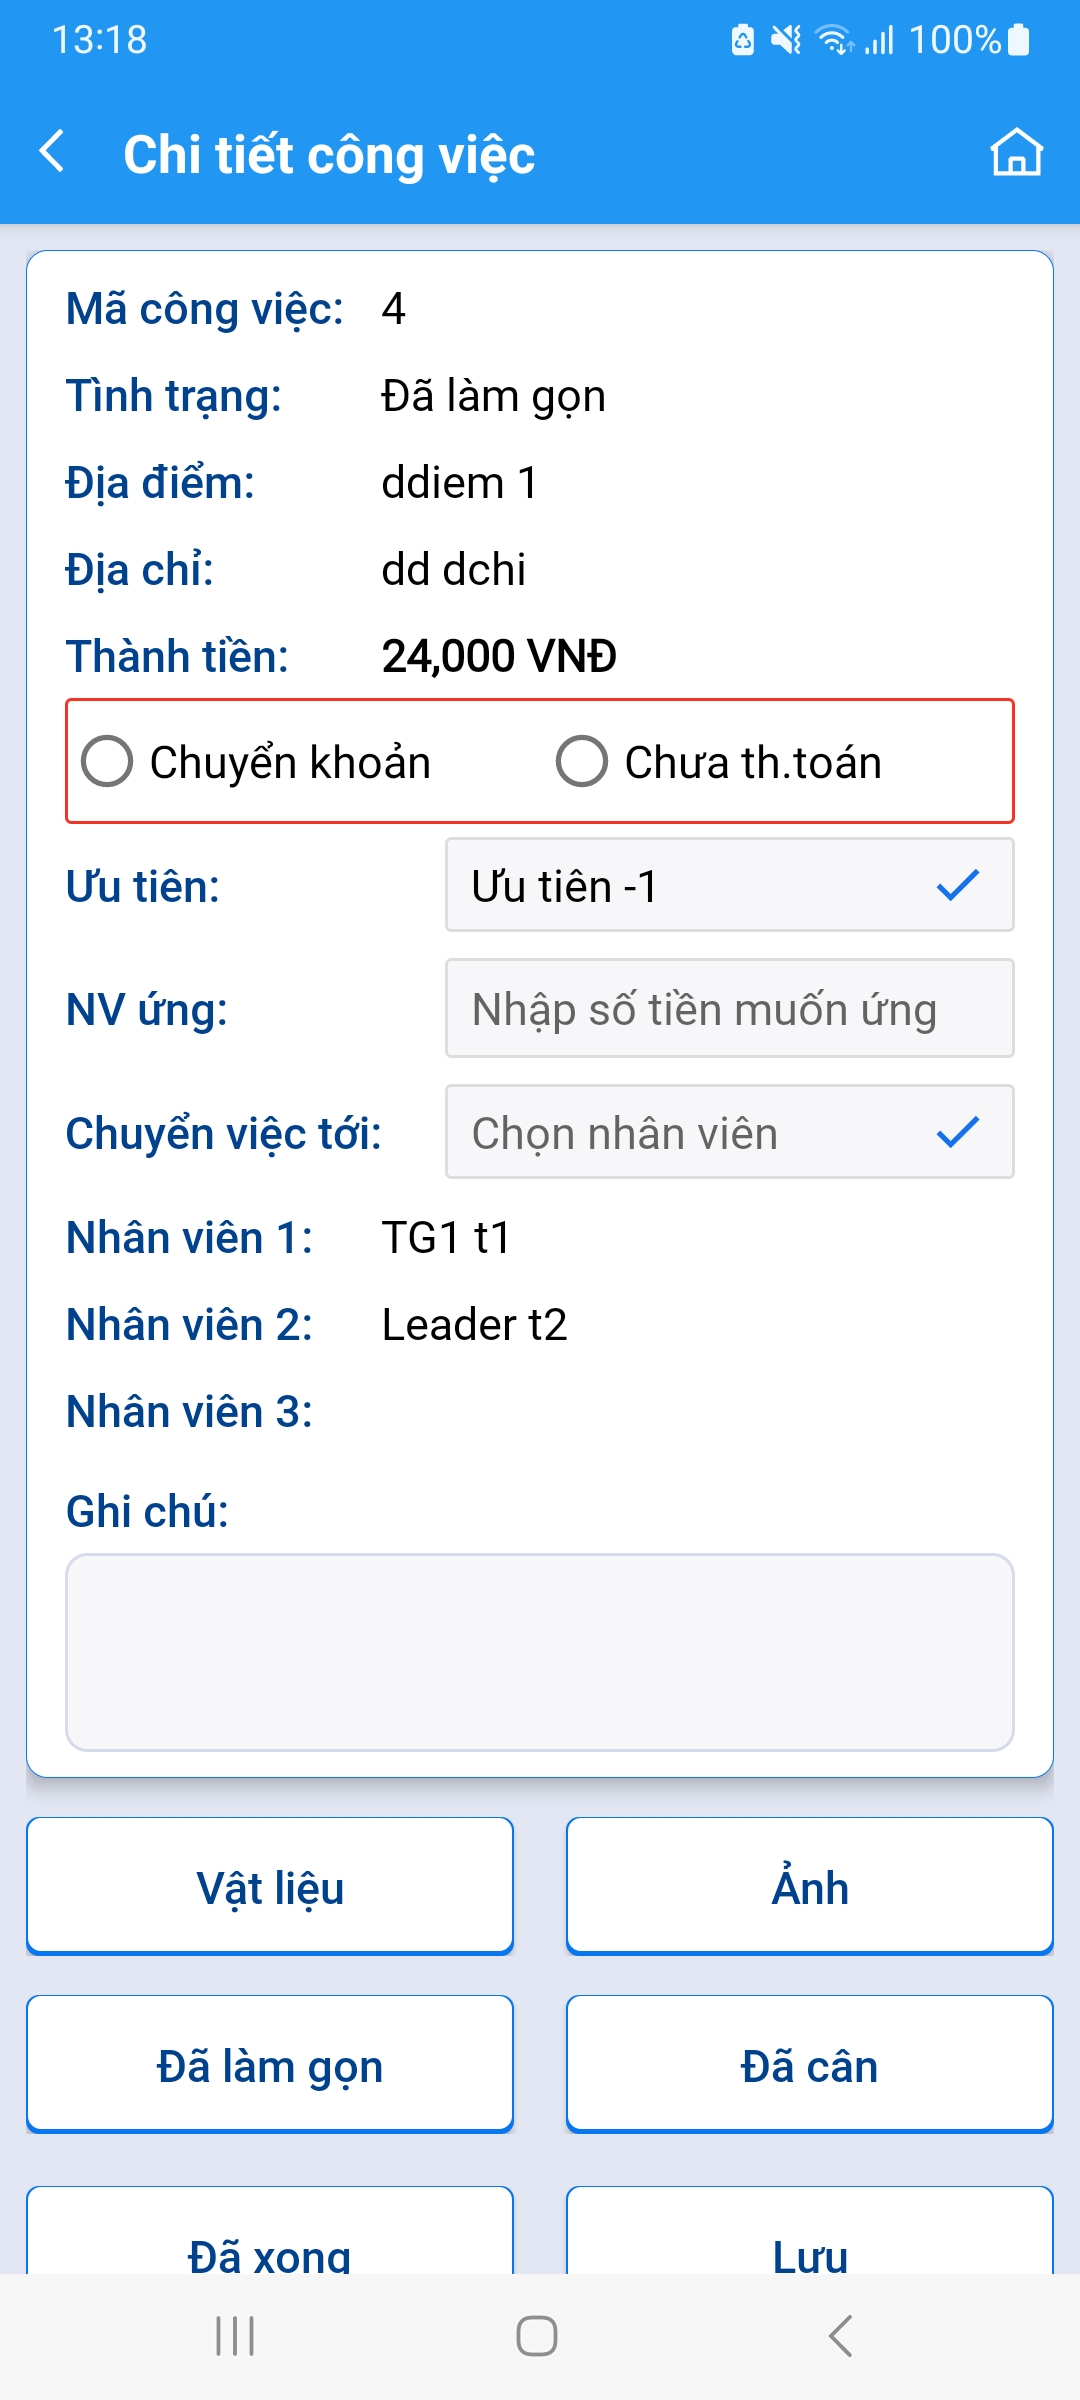 13:18 100%
Chi tiết công việc
Mã công việc: 4
Tình trạng: Đã làm gọn
Địa điểm: ddiem 1
Địa chỉ: dd dchi
Thành tiền: 24,000 VNĐ
Chuyển khoản Chưa th.toán
Ưu tiên: Ưu tiên -1
NV ứng: Nhập số tiền muốn ứng
Chuyển việc tới: Chọn nhân viên
Nhân viên 1: TG1 t1
Nhân viên 2: Leader t2
Nhân viên 3:
Ghi chú:
Vật liệu Ảnh
Đã làm gọn Đã cân
Đã xong Lưu